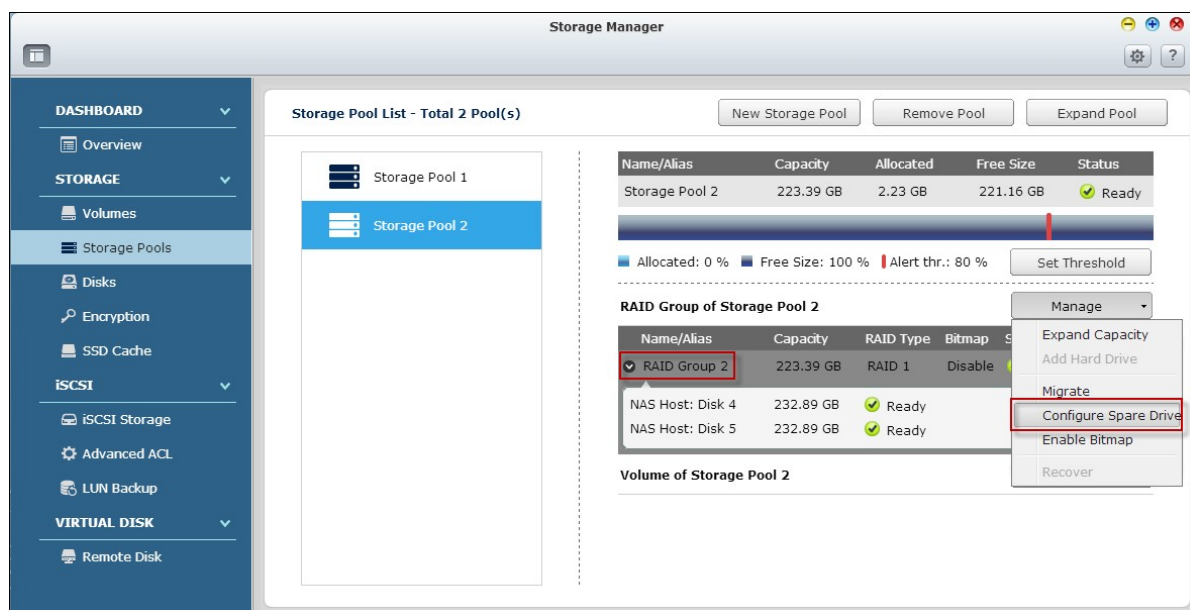 Storage Manager
?
DASHBOARD
Overview
STORAGE
Volumes
Storage Pools
Disks
Encryption
SSD Cache
iSCSI
iSCSI Storage
Advanced ACL
LUN Backup
VIRTUAL DISK
Remote Disk
Storage Pool List - Total 2 Pool(s)
New Storage Pool
Remove Pool
Expand Pool
Storage Pool 1
Storage Pool 2
Name/Alias Capacity Allocated Free Size Status
Storage Pool 2 223.39 GB 2.23 GB 221.16 GB Ready
Allocated: 0 % Free Size: 100 % Alert thr.: 80 %
Set Threshold
RAID Group of Storage Pool 2
Manage
Name/Alias Capacity RAID Type Bitmap
RAID Group 2 223.39 GB RAID 1 Disable
NAS Host: Disk 4 232.89 GB Ready
NAS Host: Disk 5 232.89 GB Ready
Expand Capacity
Add Hard Drive
Migrate
Configure Spare Drive
Enable Bitmap
Recover
Volume of Storage Pool 2